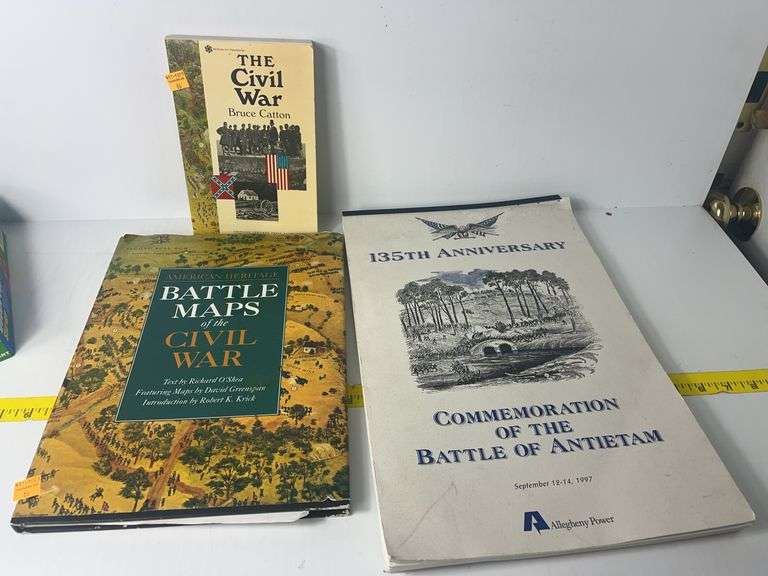 THE
Civil
War
Bruce Catton
AMERICAN HERITAGE
BATTLE
MAPS
of the
CIVIL
WAR
Text by Richard O'Shea
Featuring Maps by David Greenspan
Introduction by Robert K. Krick
135TH ANNIVERSARY
COMMEMORATION
OF THE
BATTLE OF ANTIETAM
September 12-14, 1997
Allegheny Power